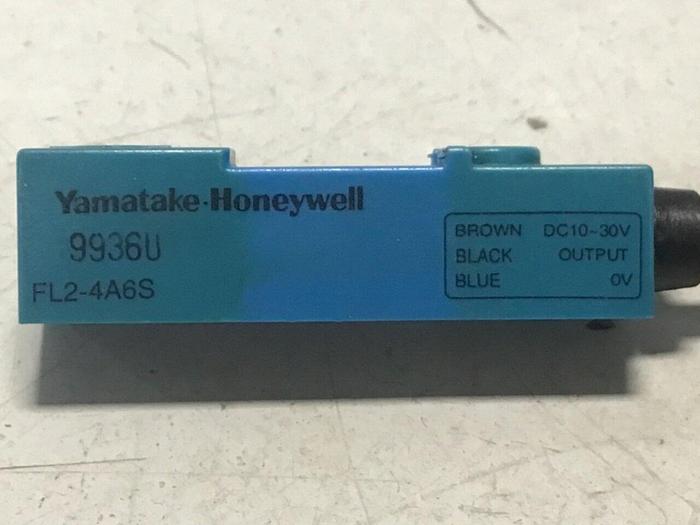 Yamatake·Honeywell
9936U
FL2-4A6S
BROWN DC10~30V
BLACK OUTPUT
BLUE 0V